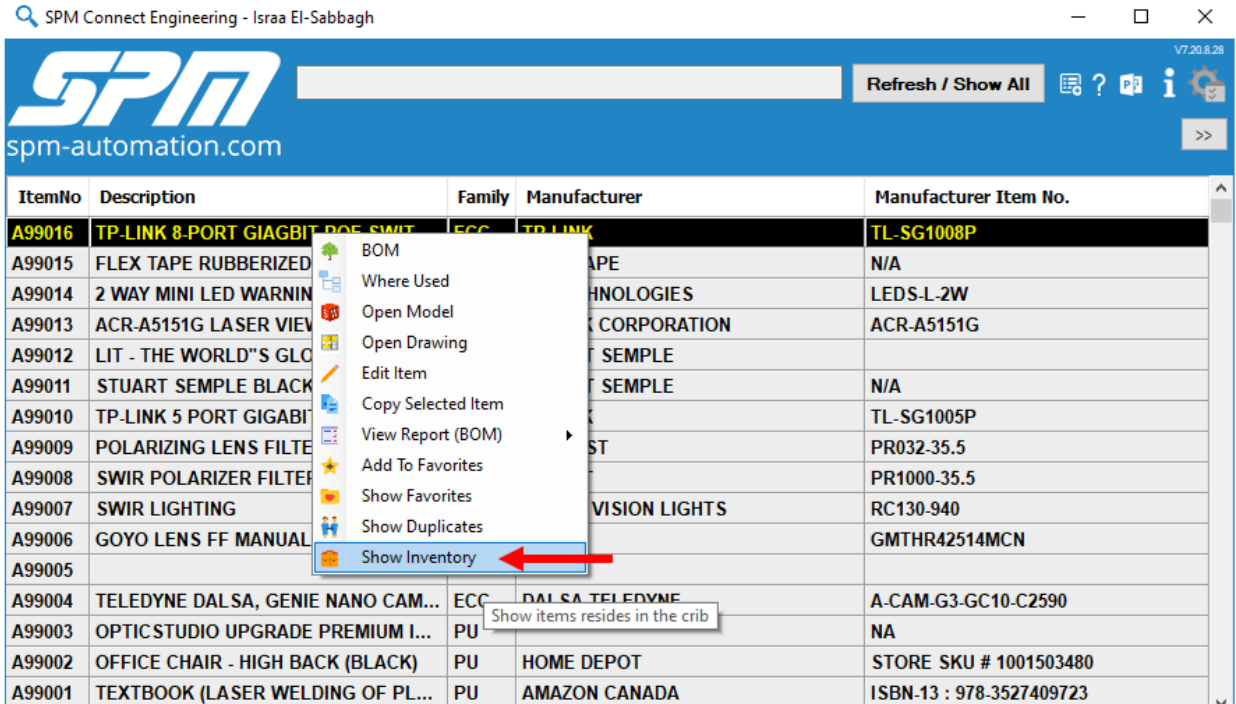 SPM Connect Engineering - Israa El-Sabbagh
V7.20.8.28
SPM
Refresh / Show All
spm-automation.com
>>
ItemNo Description Family Manufacturer Manufacturer Item No.
A99016 TP-LINK 8-PORT GIAGBIT POE SWIT... ECC TP-LINK TL-SG1008P
A99015 FLEX TAPE RUBBERIZED APE N/A
A99014 2 WAY MINI LED WARNIN HNOLOGIES LEDS-L-2W
A99013 ACR-A5151G LASER VIEW CORPORATION ACR-A5151G
A99012 LIT - THE WORLD"S GLO T SEMPLE
A99011 STUART SEMPLE BLACK T SEMPLE N/A
A99010 TP-LINK 5 PORT GIGABIT K TL-SG1005P
A99009 POLARIZING LENS FILTE ST PR032-35.5
A99008 SWIR POLARIZER FILTER T PR1000-35.5
A99007 SWIR LIGHTING VISION LIGHTS RC130-940
A99006 GOYO LENS FF MANUAL GMTHR42514MCN
A99005
A99004 TELEDYNE DALSA, GENIE NANO CAM... ECC DALSA TELEDYNE A-CAM-G3-GC10-C2590
A99003 OPTICSTUDIO UPGRADE PREMIUM I... PU NA
A99002 OFFICE CHAIR - HIGH BACK (BLACK) PU HOME DEPOT STORE SKU # 1001503480
A99001 TEXTBOOK (LASER WELDING OF PL... PU AMAZON CANADA ISBN-13 : 978-3527409723
BOM
Where Used
Open Model
Open Drawing
Edit Item
Copy Selected Item
View Report (BOM)
Add To Favorites
Show Favorites
Show Duplicates
Show Inventory
Show items resides in the crib